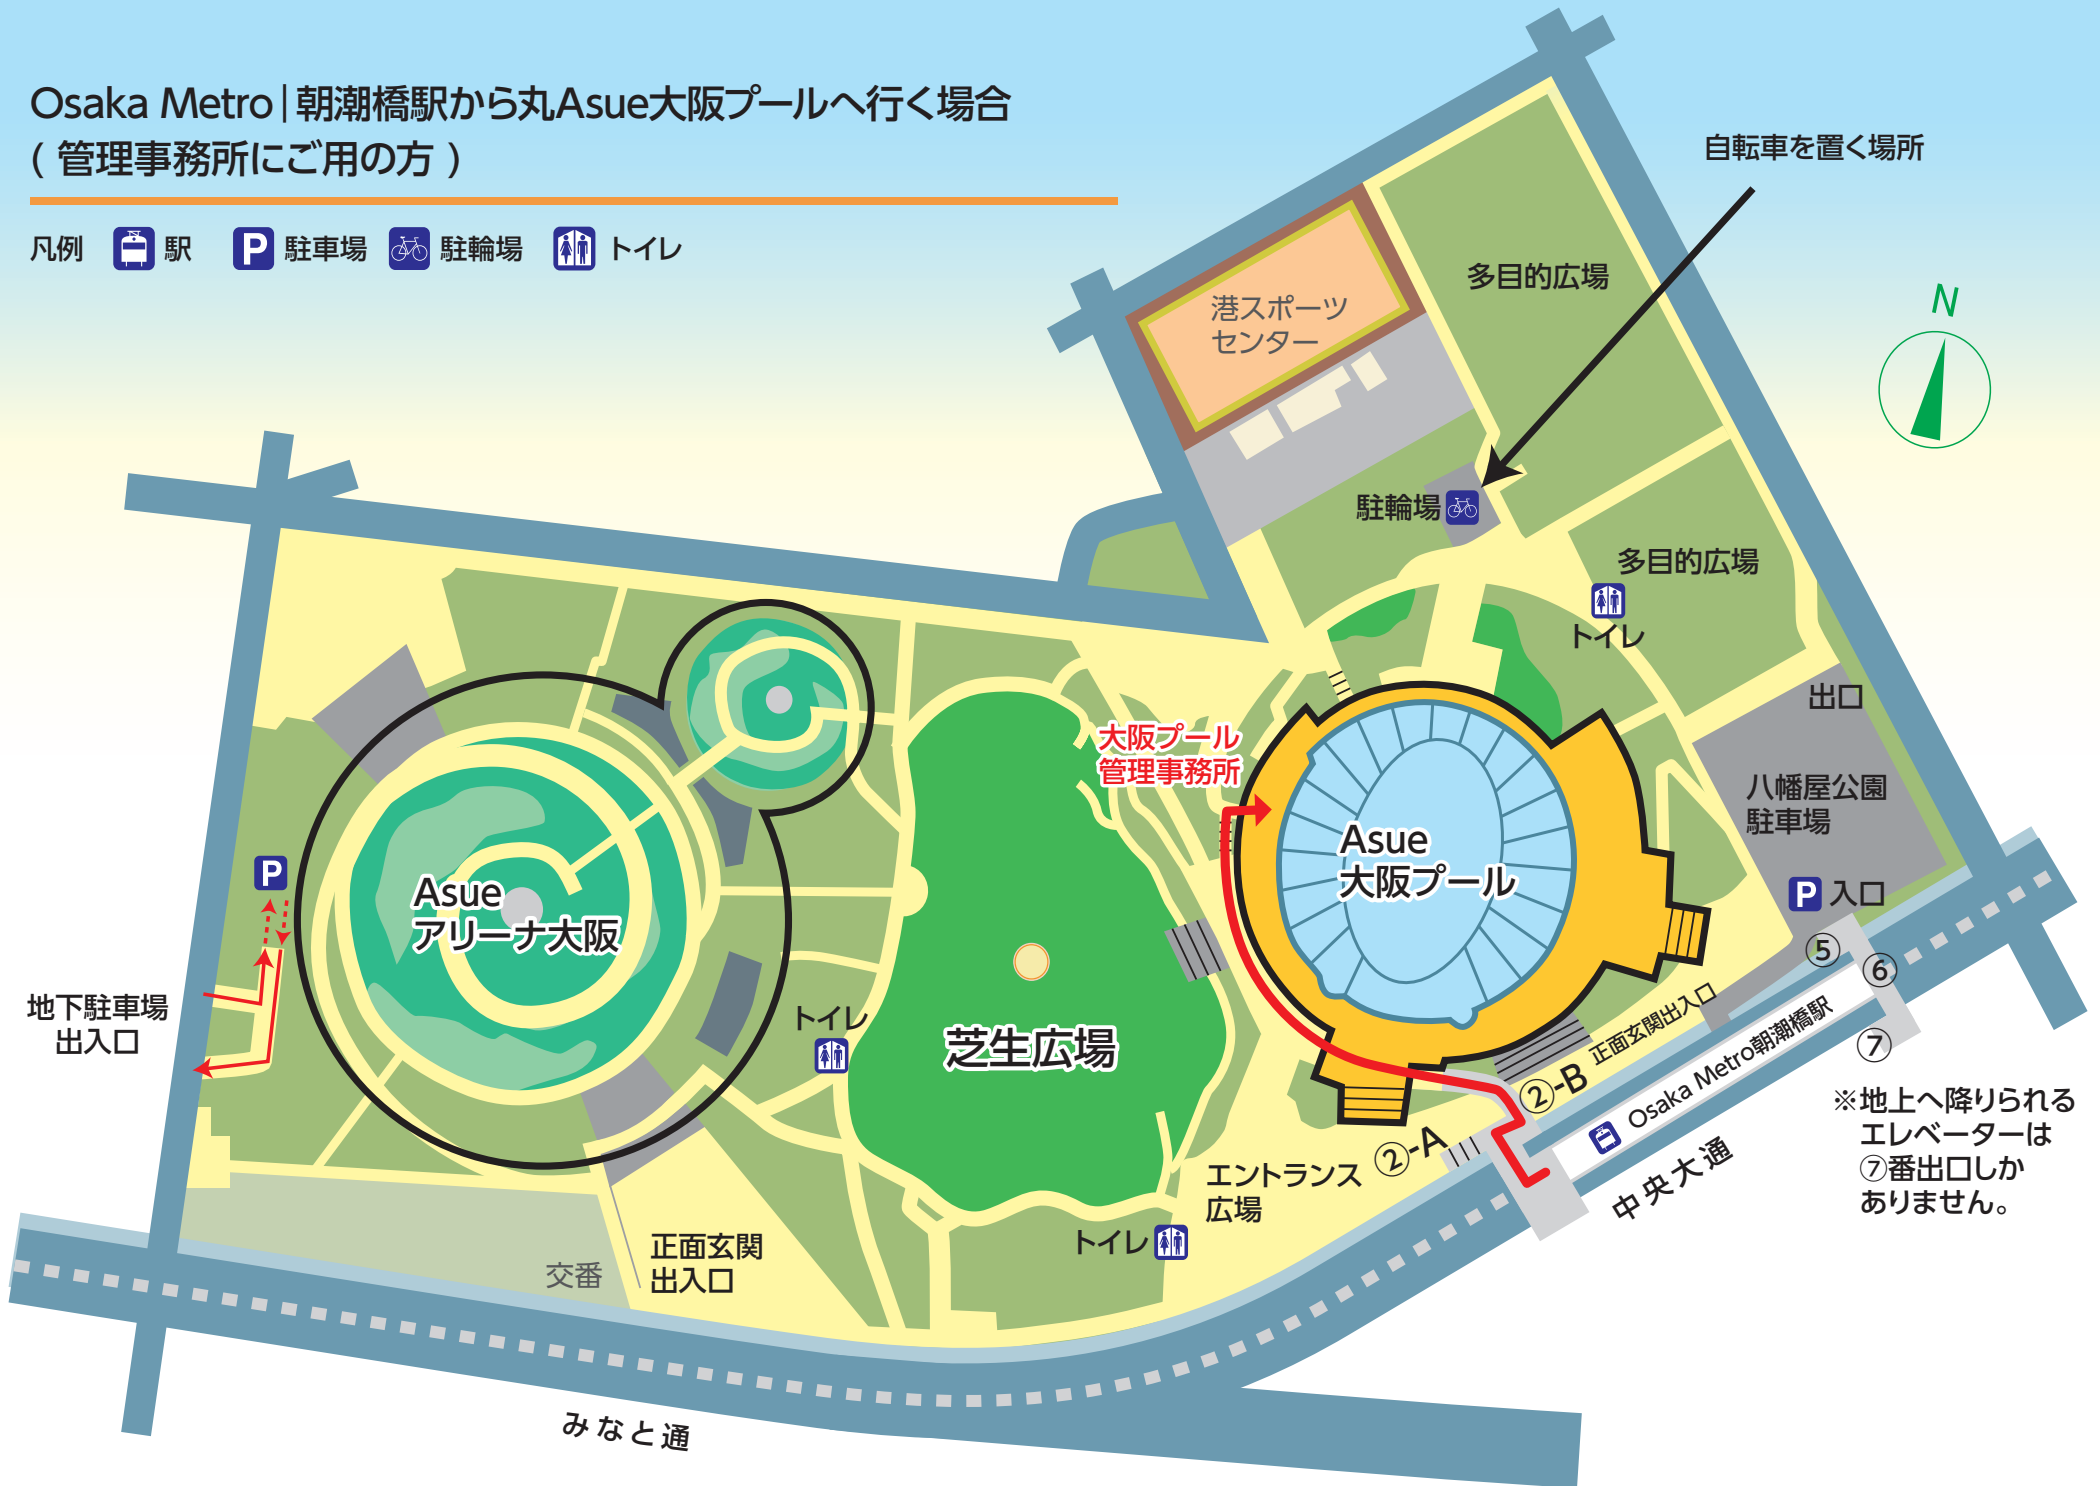 Osaka Metro|朝潮橋駅から丸Asue大阪プールへ行く場合
( 管理事務所にご用の方 )
凡例 駅 P 駐車場 駐輪場 トイレ
自転車を置く場所
N
多目的広場
港スポーツ
センター
駐輪場
多目的広場
トイレ
出口
八幡屋公園
駐車場
P 入口
大阪プール
管理事務所
Asue
大阪プール
P
Asue
アリーナ大阪
地下駐車場
出入口
トイレ
芝生広場
⑤
⑥
⑦
正面玄関出入口
Osaka Metro朝潮橋駅
②-B
②-A
※地上へ降りられる
エレベーターは
⑦番出口しか
ありません。
中央大通
エントランス
広場
トイレ
正面玄関
出入口
交番
みなと通